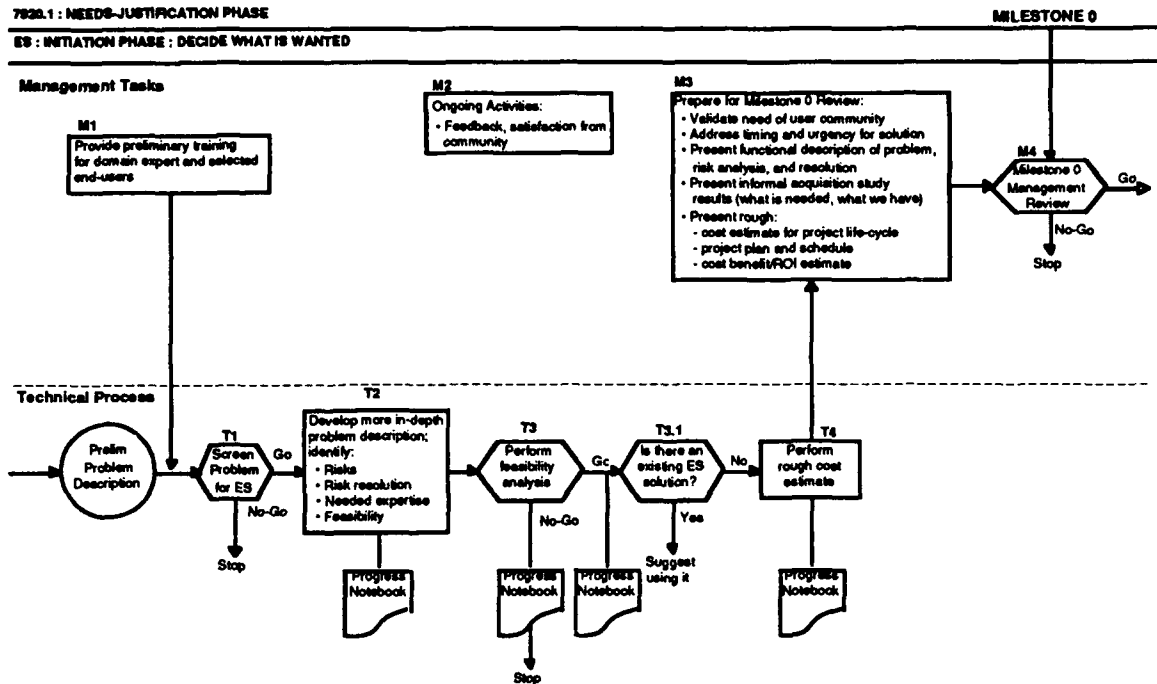 7920.1 : NEEDS-JUSTIFICATION PHASE
MILESTONE 0
ES : INITIATION PHASE : DECIDE WHAT IS WANTED
Management Tasks
M1
Provide preliminary training
for domain expert and selected
end-users
M2
Ongoing Activities:
• Feedback, satisfaction from
community
M3
Prepare for Milestone 0 Review:
• Validate need of user community
• Address timing and urgency for solution
• Present functional description of problem,
risk analysis, and resolution
• Present informal acquisition study
results (what is needed, what we have)
• Present rough:
- cost estimate for project life-cycle
- project plan and schedule
- cost benefit/ROI estimate
M4
Milestone 0
Management
Review
Go
No-Go
Stop
Technical Process
Prelim
Problem
Description
T1
Screen
Problem
for ES
Go
No-Go
Stop
T2
Develop more in-depth
problem description;
identify:
• Risks
• Risk resolution
• Needed expertise
• Feasibility
Progress
Notebook
T3
Perform
feasibility
analysis
Go
No-Go
Progress
Notebook
Stop
Progress
Notebook
T3.1
Is there an
existing ES
solution?
No
Yes
Suggest
using it
T4
Perform
rough cost
estimate
Progress
Notebook